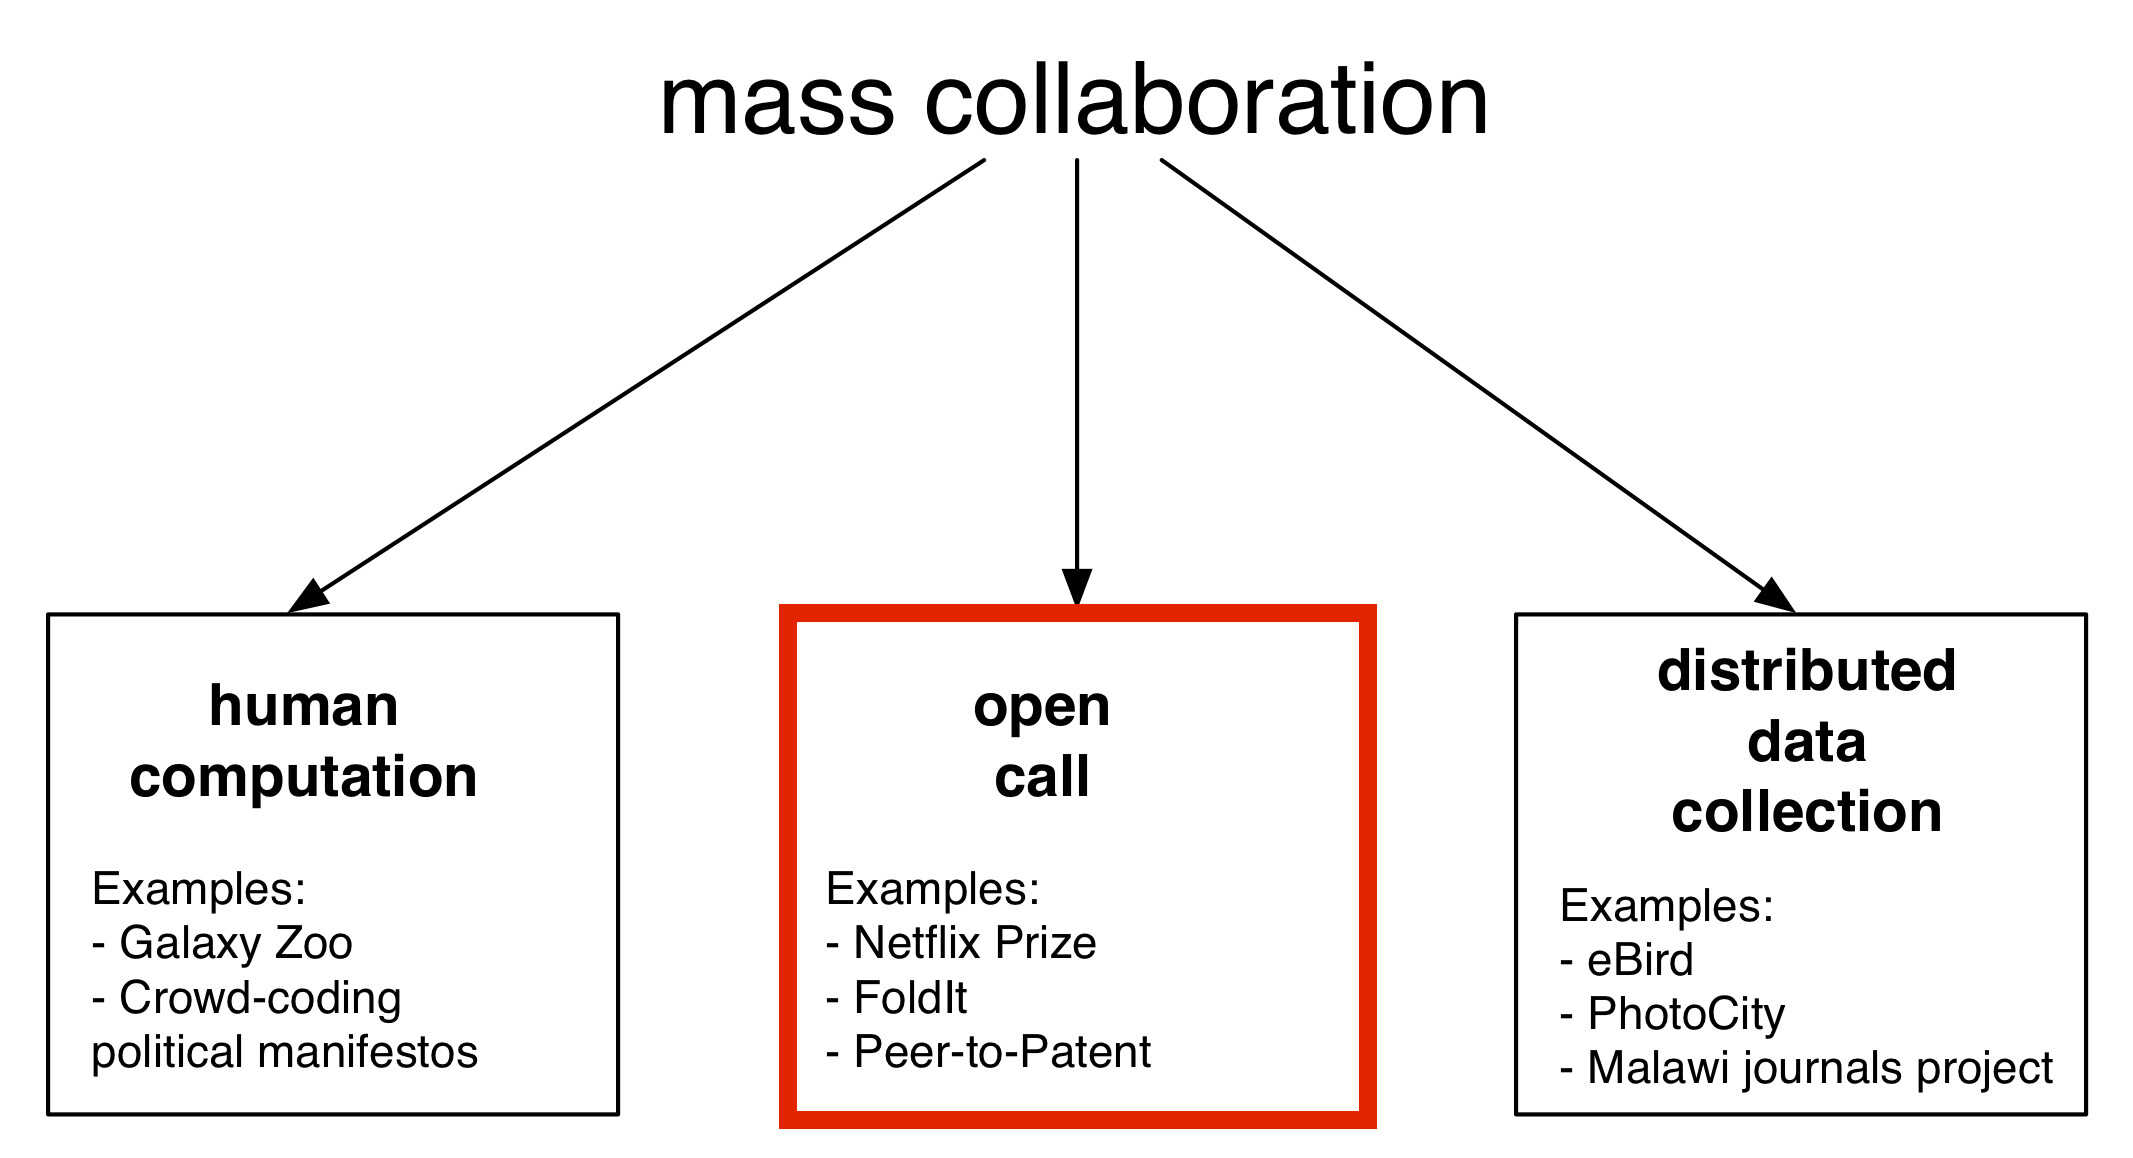 mass collaboration
human
computation
Examples:
- Galaxy Zoo
- Crowd-coding
political manifestos
open
call
Examples:
- Netflix Prize
- FoldIt
- Peer-to-Patent
distributed
data
collection
Examples:
- eBird
- PhotoCity
- Malawi journals project